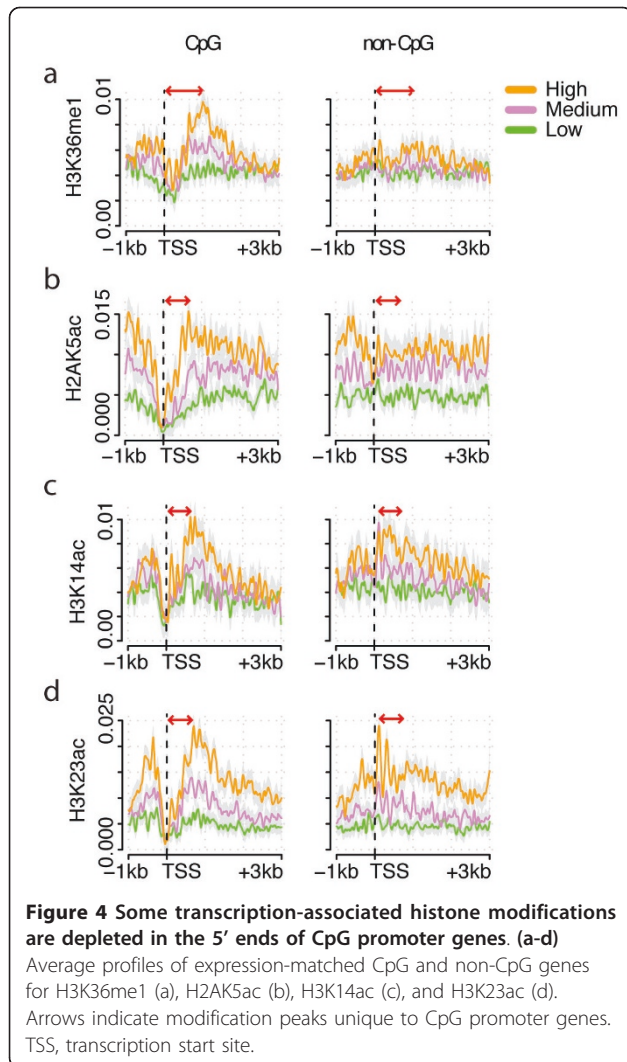 CpG non-CpG
High
Medium
Low
a
H3K36me1
0.01
0.00
−1kb TSS +3kb −1kb TSS +3kb
b
H2AK5ac
0.015
0.000
−1kb TSS +3kb −1kb TSS +3kb
c
H3K14ac
0.01
0.00
−1kb TSS +3kb −1kb TSS +3kb
d
H3K23ac
0.025
0.000
−1kb TSS +3kb −1kb TSS +3kb
Figure 4 Some transcription-associated histone modifications
are depleted in the 5′ ends of CpG promoter genes. (a-d)
Average profiles of expression-matched CpG and non-CpG genes
for H3K36me1 (a), H2AK5ac (b), H3K14ac (c), and H3K23ac (d).
Arrows indicate modification peaks unique to CpG promoter genes.
TSS, transcription start site.